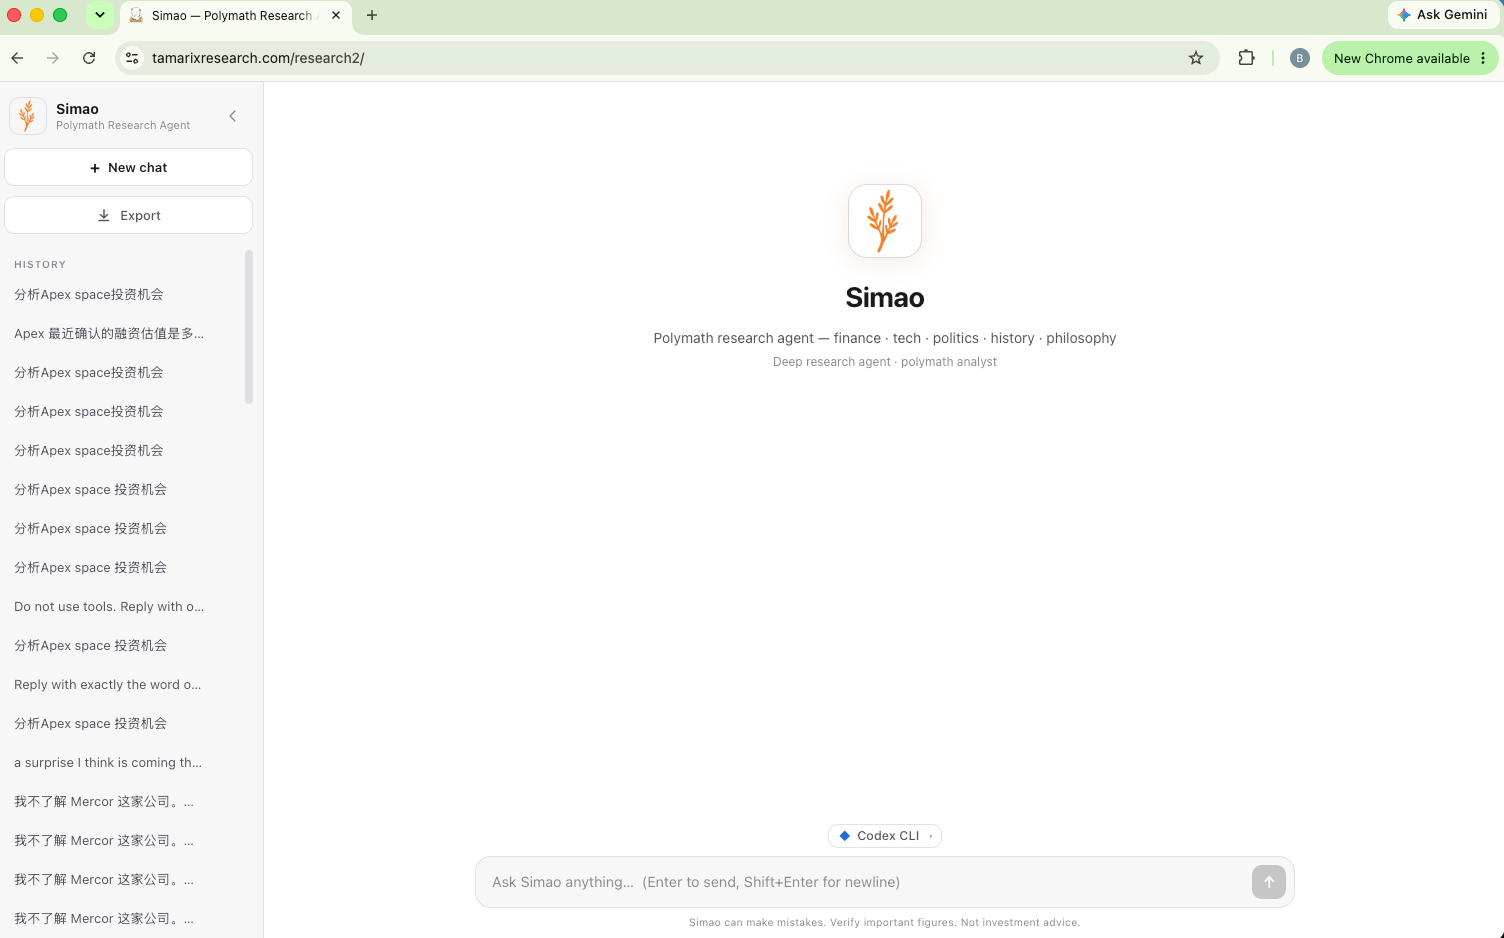 Simao — Polymath Research
Ask Gemini
tamarixresearch.com/research2/
B
New Chrome available
Simao
Polymath Research Agent
New chat
Export
HISTORY
分析Apex space投资机会
Apex 最近确认的融资估值是多...
分析Apex space投资机会
分析Apex space投资机会
分析Apex space投资机会
分析Apex space 投资机会
分析Apex space 投资机会
分析Apex space 投资机会
Do not use tools. Reply with o...
分析Apex space 投资机会
Reply with exactly the word o...
分析Apex space 投资机会
a surprise I think is coming th...
我不了解 Mercor 这家公司。...
我不了解 Mercor 这家公司。...
我不了解 Mercor 这家公司。...
我不了解 Mercor 这家公司。...
Simao
Polymath research agent — finance · tech · politics · history · philosophy
Deep research agent · polymath analyst
Codex CLI ·
Ask Simao anything... (Enter to send, Shift+Enter for newline)
Simao can make mistakes. Verify important figures. Not investment advice.